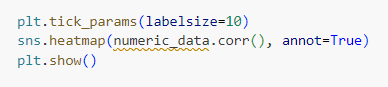 plt.tick_params(labelsize=10)
sns.heatmap(numeric_data.corr(), annot=True)
plt.show()